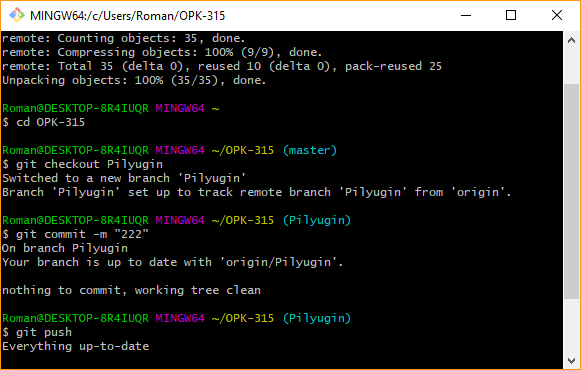 MINGW64:/c/Users/Roman/OPK-315
remote: Counting objects: 35, done.
remote: Compressing objects: 100% (9/9), done.
remote: Total 35 (delta 0), reused 10 (delta 0), pack-reused 25
Unpacking objects: 100% (35/35), done.
Roman@DESKTOP-8R4IUQR MINGW64 ~
$ cd OPK-315
Roman@DESKTOP-8R4IUQR MINGW64 ~/OPK-315 (master)
$ git checkout Pilyugin
Switched to a new branch 'Pilyugin'
Branch 'Pilyugin' set up to track remote branch 'Pilyugin' from 'origin'.
Roman@DESKTOP-8R4IUQR MINGW64 ~/OPK-315 (Pilyugin)
$ git commit -m "222"
On branch Pilyugin
Your branch is up to date with 'origin/Pilyugin'.
nothing to commit, working tree clean
Roman@DESKTOP-8R4IUQR MINGW64 ~/OPK-315 (Pilyugin)
$ git push
Everything up-to-date